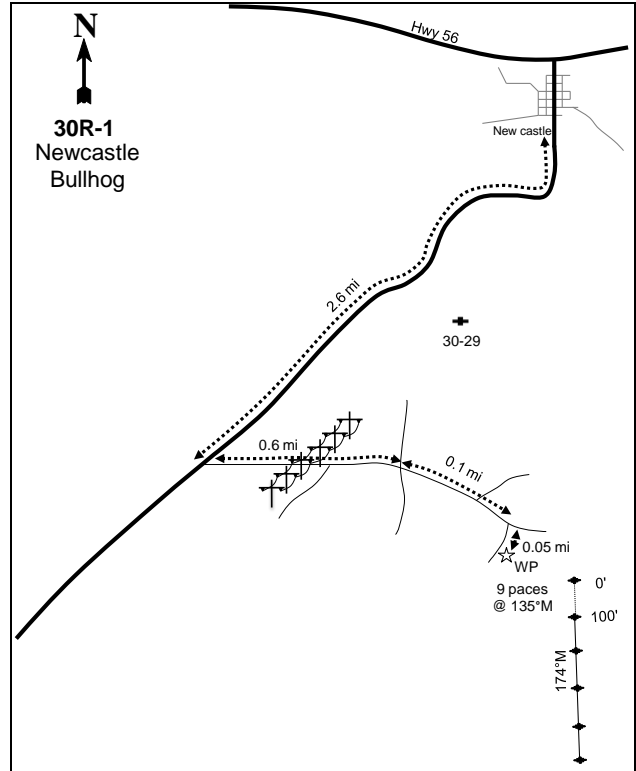 N
30R-1
Newcastle
Bullhog
Hwy 56
New castle
2.6 mi
30-29
0.6 mi
0.1 mi
0.05 mi
WP
9 paces
@ 135°M
0'
100'
174°M